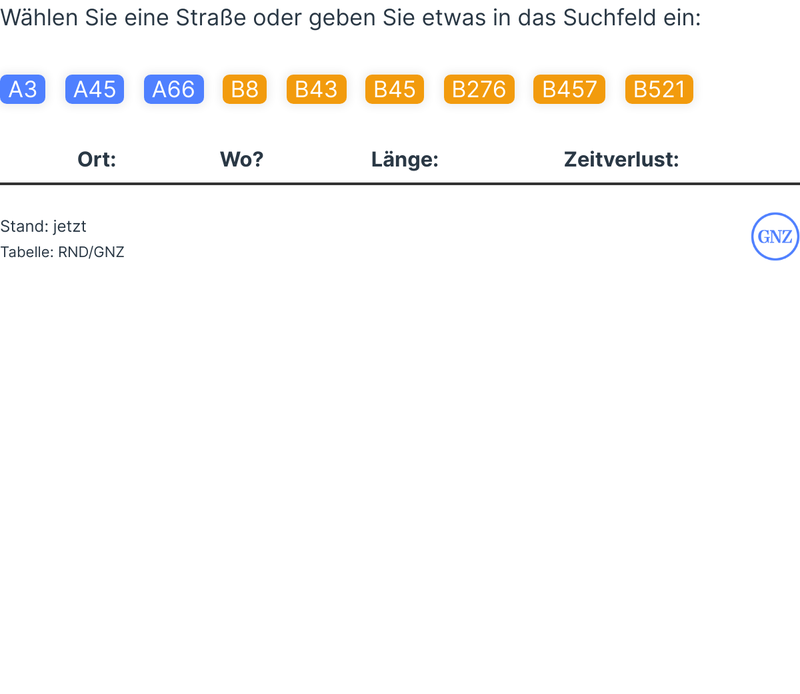 Wählen Sie eine Straße oder geben Sie etwas in das Suchfeld ein:
A3 A45 A66 B8 B43 B45 B276 B457 B521
Ort: Wo? Länge: Zeitverlust:
Stand: jetzt
Tabelle: RND/GNZ
GNZ